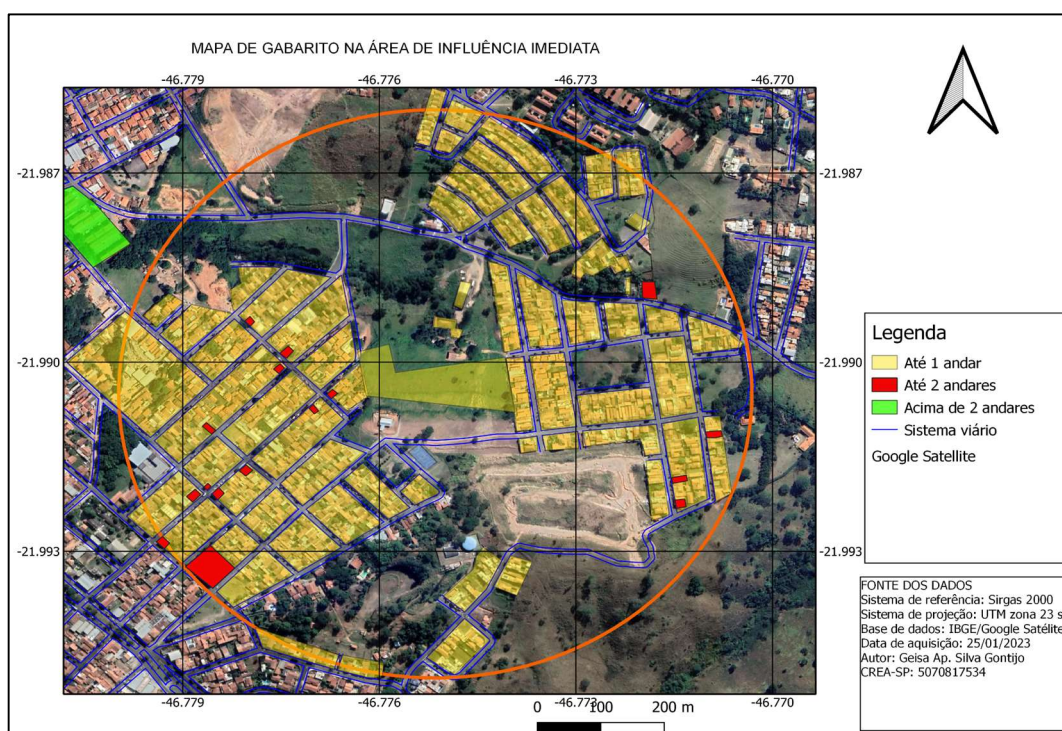 MAPA DE GABARITO NA ÁREA DE INFLUÊNCIA IMEDIATA
-46.779 -46.776 -46.773 -46.770
-21.987 -21.987
-21.990 -21.990
-21.993 -21.993
-46.779 -46.776 -46.773 -46.770
0 100 200 m
Legenda
Até 1 andar
Até 2 andares
Acima de 2 andares
Sistema viário
Google Satellite
FONTE DOS DADOS
Sistema de referência: Sirgas 2000
Sistema de projeção: UTM zona 23 s
Base de dados: IBGE/Google Satélite
Data de aquisição: 25/01/2023
Autor: Geisa Ap. Silva Gontijo
CREA-SP: 5070817534